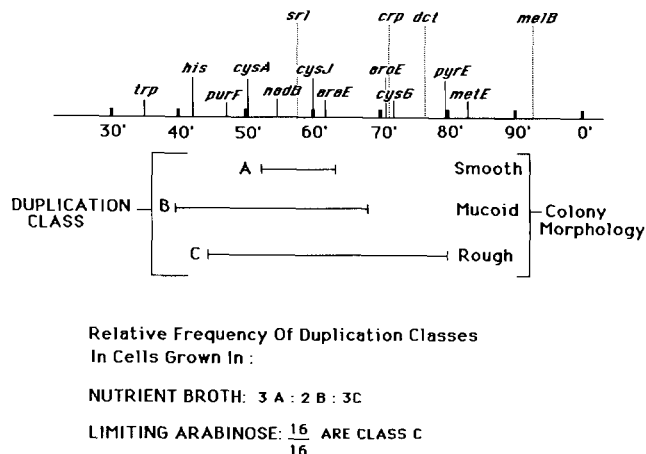 srl crp dct melB
his cysA cysJ aroE pyrE
trp purF nadB araE cysG metE
30' 40' 50' 60' 70' 80' 90' 0'
A Smooth
DUPLICATION CLASS B Mucoid Colony Morphology
C Rough
Relative Frequency Of Duplication Classes
In Cells Grown In :
NUTRIENT BROTH: 3 A : 2 B : 3C
LIMITING ARABINOSE: 16/16 ARE CLASS C